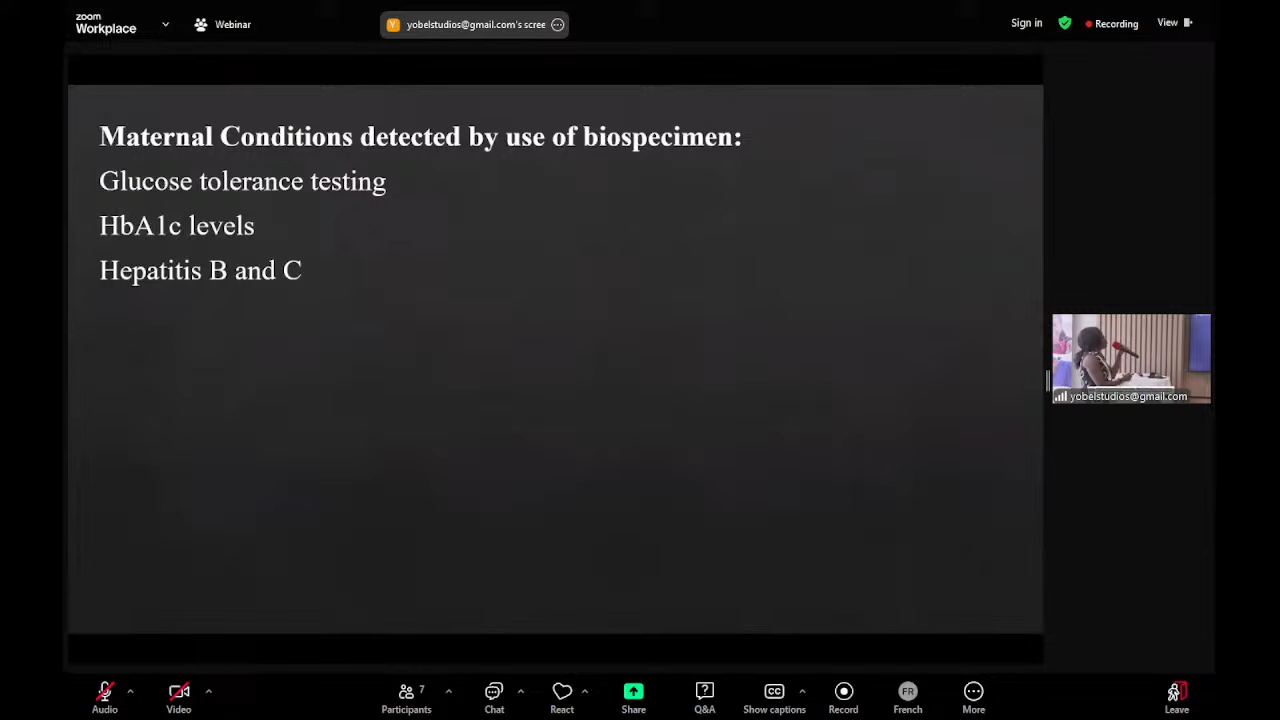 zoom
Workplace
Webinar
Y yobelstudios@gmail.com's scree
Sign in
Recording
View
Maternal Conditions detected by use of biospecimen:
Glucose tolerance testing
HbA1c levels
Hepatitis B and C
yobelstudios@gmail.com
Audio
Video
Participants 7
Chat
React
Share
Q&A
CC
Show captions
Record
FR
French
More
Leave